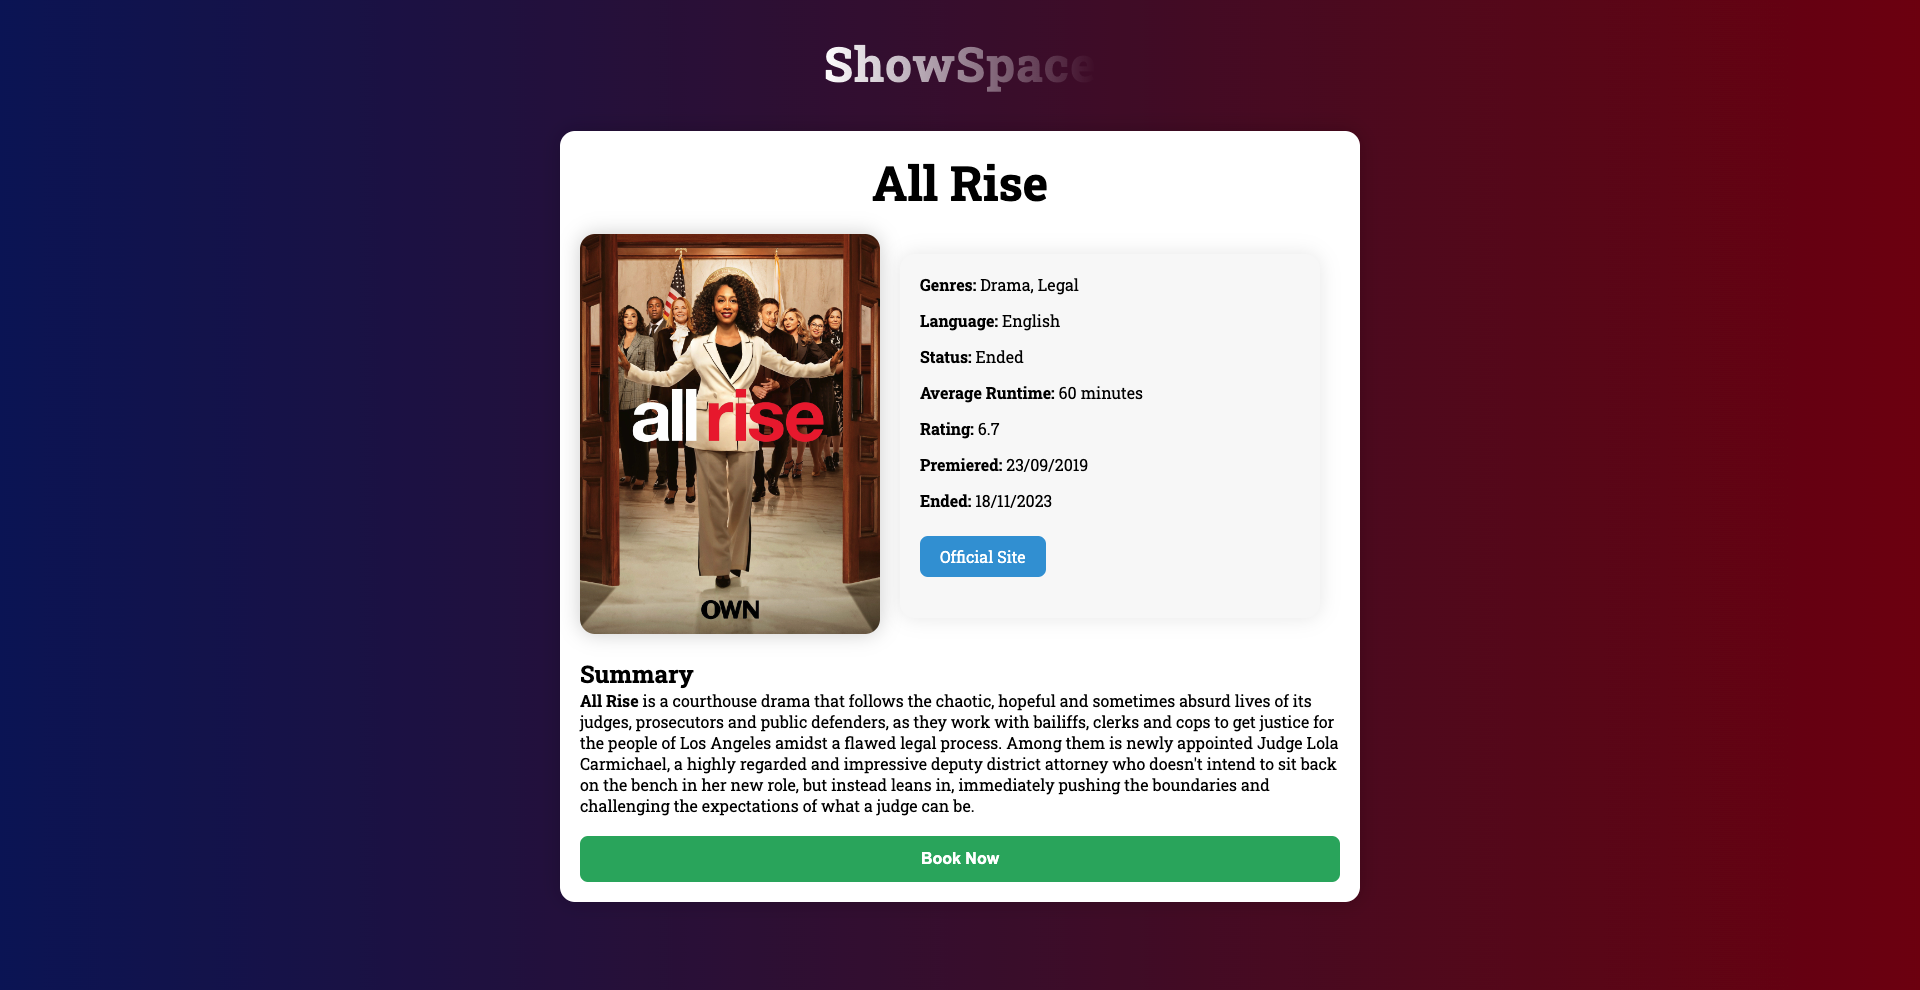 ShowSpace
All Rise
all rise
OWN
Genres: Drama, Legal
Language: English
Status: Ended
Average Runtime: 60 minutes
Rating: 6.7
Premiered: 23/09/2019
Ended: 18/11/2023
Official Site
Summary
All Rise is a courthouse drama that follows the chaotic, hopeful and sometimes absurd lives of its
judges, prosecutors and public defenders, as they work with bailiffs, clerks and cops to get justice for
the people of Los Angeles amidst a flawed legal process. Among them is newly appointed Judge Lola
Carmichael, a highly regarded and impressive deputy district attorney who doesn't intend to sit back
on the bench in her new role, but instead leans in, immediately pushing the boundaries and
challenging the expectations of what a judge can be.
Book Now